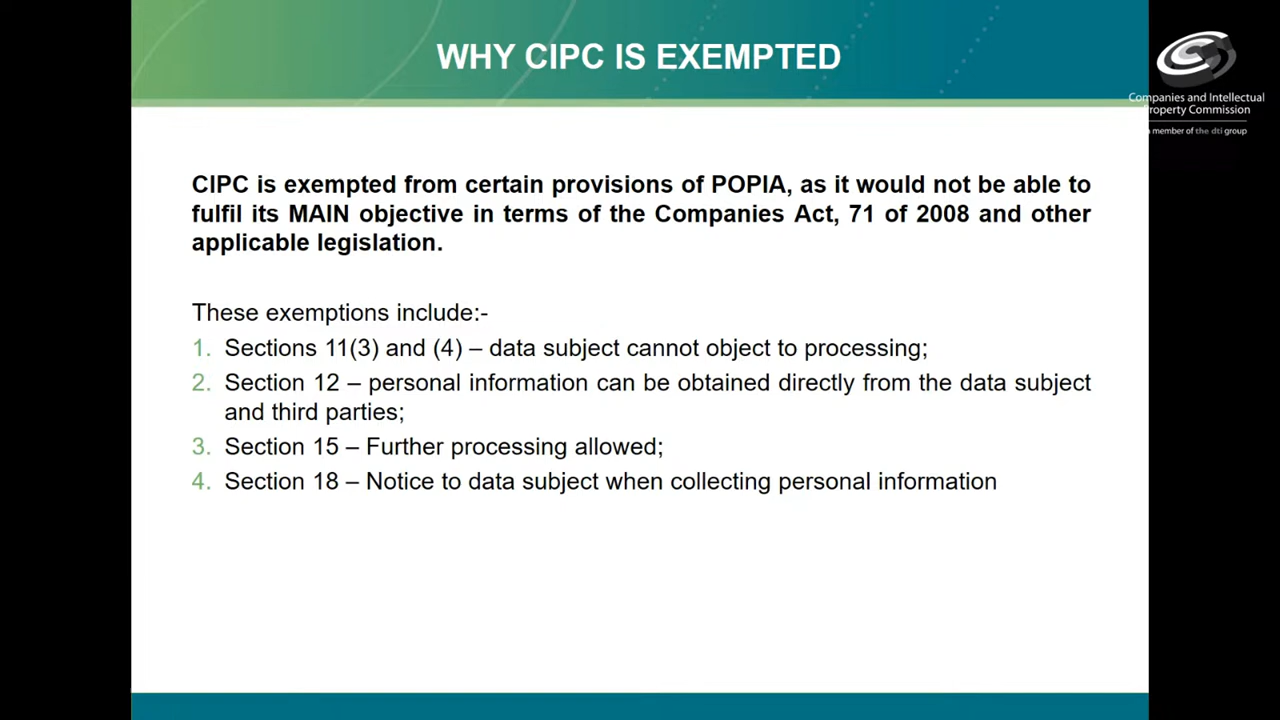 WHY CIPC IS EXEMPTED
Companies and Intellectual
Property Commission
a member of the dti group
CIPC is exempted from certain provisions of POPIA, as it would not be able to
fulfil its MAIN objective in terms of the Companies Act, 71 of 2008 and other
applicable legislation.
These exemptions include:-
1. Sections 11(3) and (4) – data subject cannot object to processing;
2. Section 12 – personal information can be obtained directly from the data subject
and third parties;
3. Section 15 – Further processing allowed;
4. Section 18 – Notice to data subject when collecting personal information